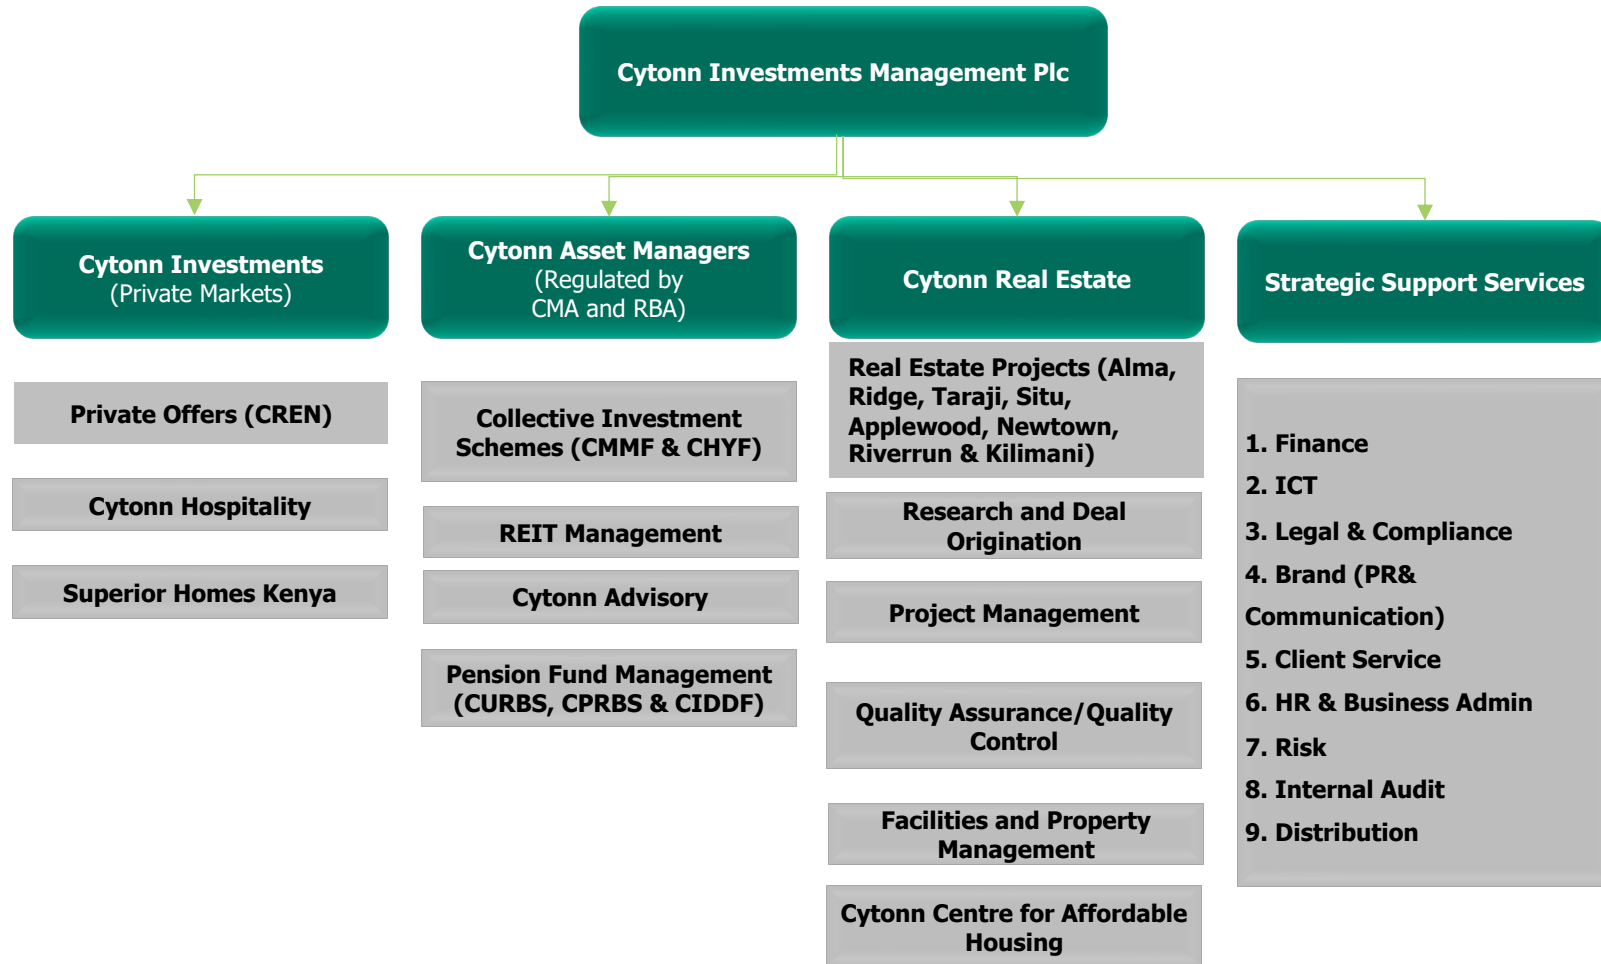 Cytonn Investments Management Plc
Cytonn Investments
(Private Markets)
Private Offers (CREN)
Cytonn Hospitality
Superior Homes Kenya
Cytonn Asset Managers
(Regulated by
CMA and RBA)
Collective Investment
Schemes (CMMF & CHYF)
REIT Management
Cytonn Advisory
Pension Fund Management
(CURBS, CPRBS & CIDDF)
Cytonn Real Estate
Real Estate Projects (Alma,
Ridge, Taraji, Situ,
Applewood, Newtown,
Riverrun & Kilimani)
Research and Deal
Origination
Project Management
Quality Assurance/Quality
Control
Facilities and Property
Management
Cytonn Centre for Affordable
Housing
Strategic Support Services
1. Finance
2. ICT
3. Legal & Compliance
4. Brand (PR&
Communication)
5. Client Service
6. HR & Business Admin
7. Risk
8. Internal Audit
9. Distribution